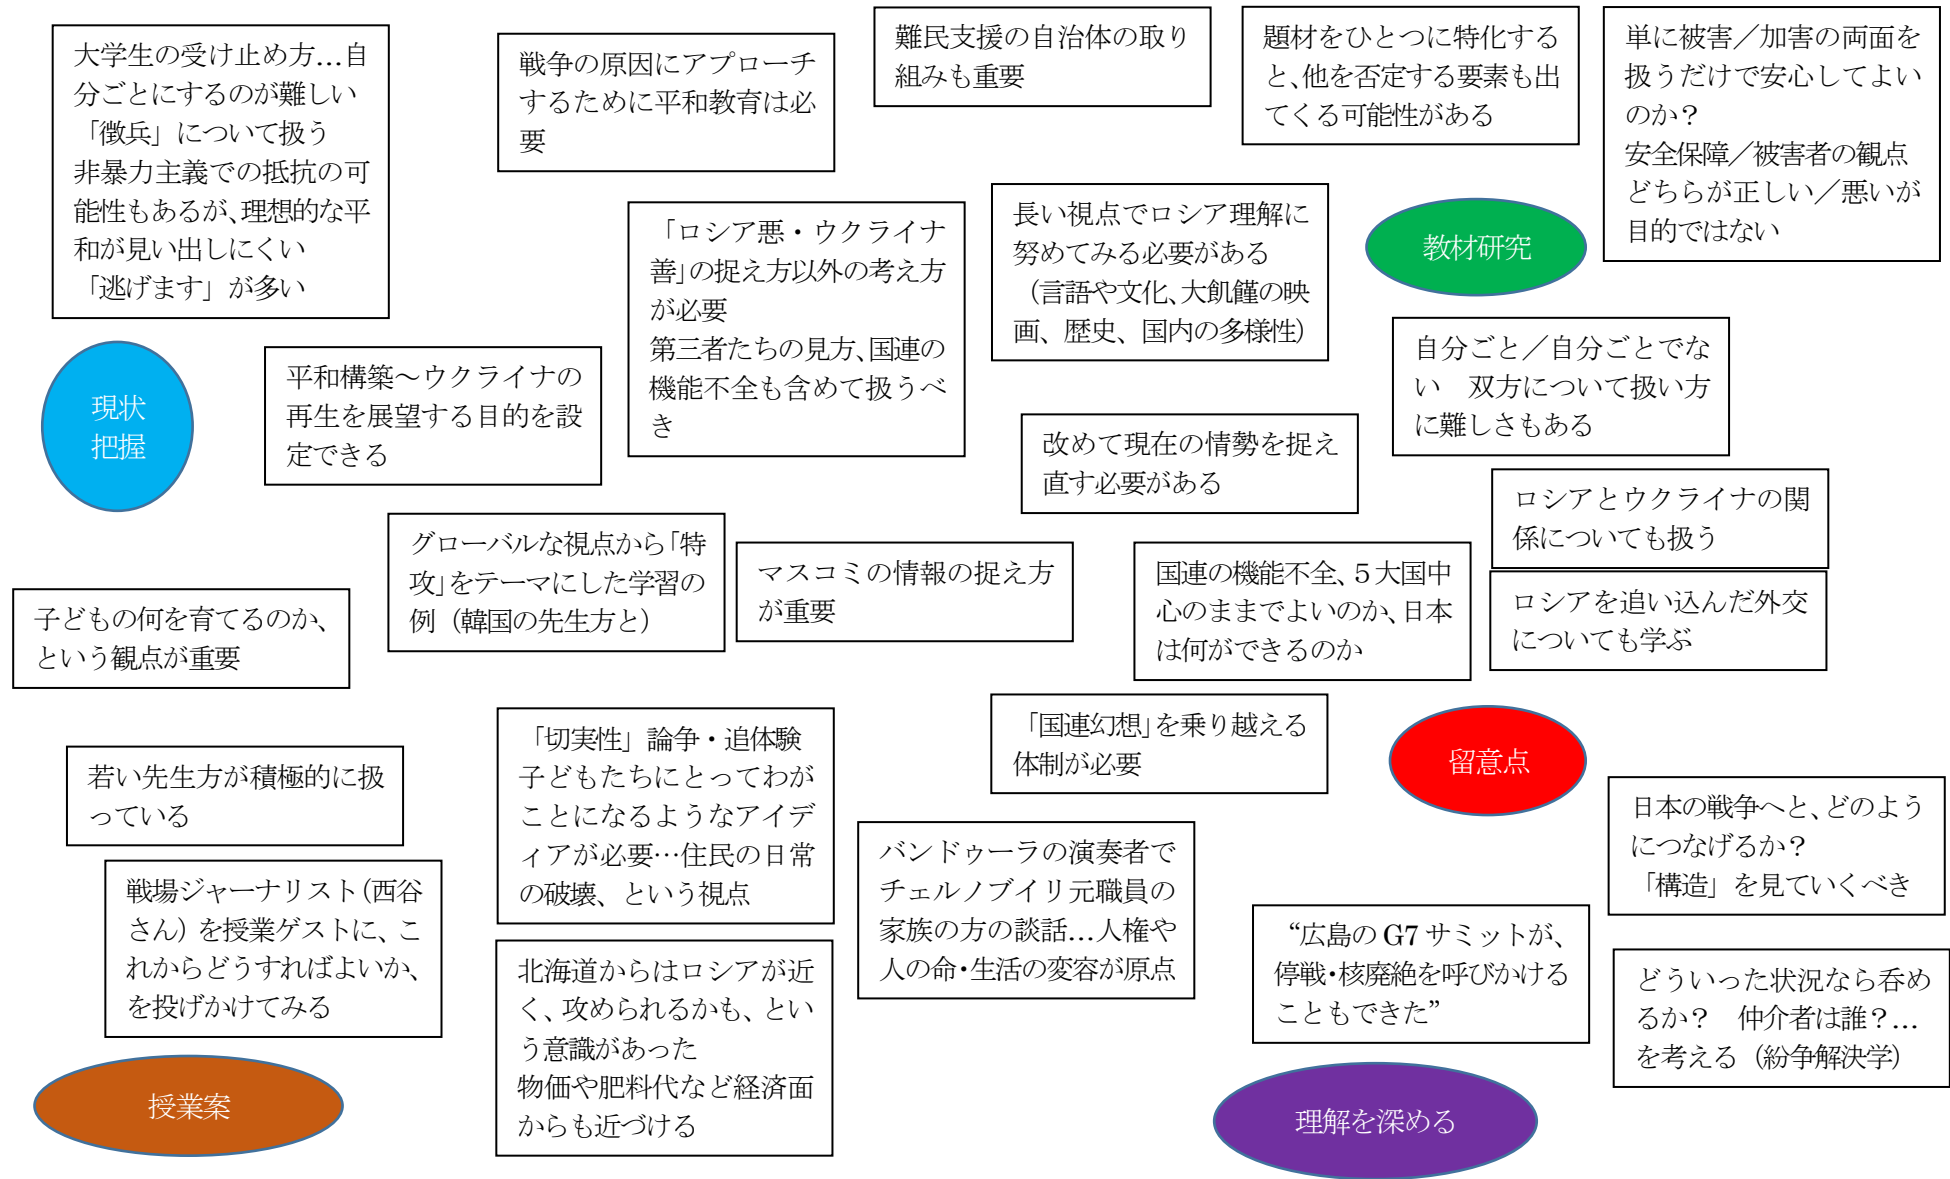 大学生の受け止め方…自
分ごとにするのが難しい
「徴兵」について扱う
非暴力主義での抵抗の可
能性もあるが、理想的な平
和が見い出しにくい
「逃げます」が多い
戦争の原因にアプローチ
するために平和教育は必
要
難民支援の自治体の取り
組みも重要
題材をひとつに特化する
と、他を否定する要素も出
てくる可能性がある
単に被害／加害の両面を
扱うだけで安心してよい
のか？
安全保障／被害者の観点
どちらが正しい／悪いが
目的ではない
「ロシア悪・ウクライナ
善」の捉え方以外の考え方
が必要
第三者たちの見方、国連の
機能不全も含めて扱うべ
き
長い視点でロシア理解に
努めてみる必要がある
（言語や文化、大飢饉の映
画、歴史、国内の多様性）
教材研究
現状
把握
平和構築～ウクライナの
再生を展望する目的を設
定できる
自分ごと／自分ごとでな
い　双方について扱い方
に難しさもある
改めて現在の情勢を捉え
直す必要がある
ロシアとウクライナの関
係についても扱う
グローバルな視点から「特
攻」をテーマにした学習の
例（韓国の先生方と）
マスコミの情報の捉え方
が重要
国連の機能不全、５大国中
心のままでよいのか、日本
は何ができるのか
ロシアを追い込んだ外交
についても学ぶ
子どもの何を育てるのか、
という観点が重要
「国連幻想」を乗り越える
体制が必要
留意点
若い先生方が積極的に扱
っている
「切実性」論争・追体験
子どもたちにとってわが
ことになるようなアイデ
ィアが必要…住民の日常
の破壊、という視点
日本の戦争へと、どのよう
につなげるか？
「構造」を見ていくべき
戦場ジャーナリスト（西谷
さん）を授業ゲストに、こ
れからどうすればよいか、
を投げかけてみる
バンドゥーラの演奏者で
チェルノブイリ元職員の
家族の方の談話…人権や
人の命・生活の変容が原点
“広島の G7 サミットが、
停戦・核廃絶を呼びかける
こともできた”
北海道からはロシアが近
く、攻められるかも、とい
う意識があった
物価や肥料代など経済面
からも近づける
どういった状況なら呑め
るか？　仲介者は誰？…
を考える（紛争解決学）
授業案
理解を深める